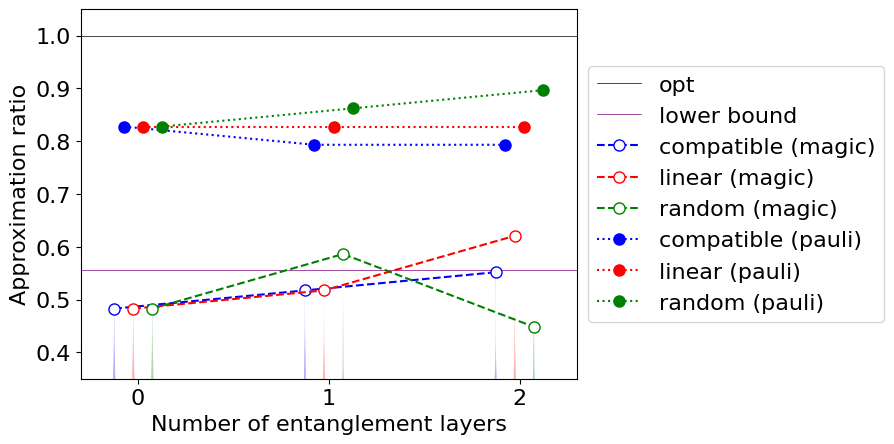 Approximation ratio
1.0
0.9
0.8
0.7
0.6
0.5
0.4
0
1
2
Number of entanglement layers
opt
lower bound
compatible (magic)
linear (magic)
random (magic)
compatible (pauli)
linear (pauli)
random (pauli)